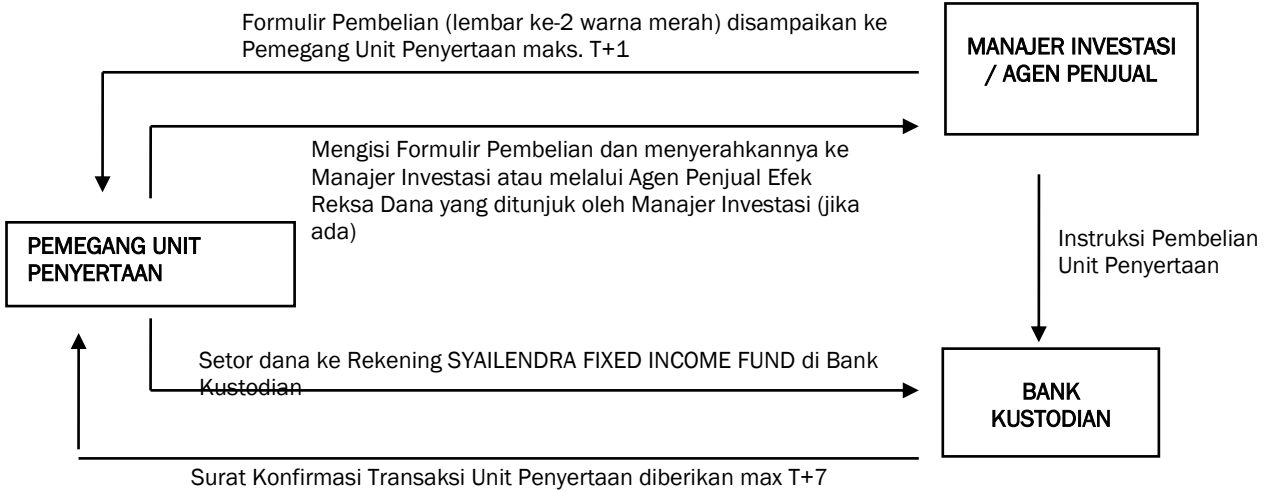 Formulir Pembelian (lembar ke-2 warna merah) disampaikan ke
Pemegang Unit Penyertaan maks. T+1
MANAJER INVESTASI
/ AGEN PENJUAL
Mengisi Formulir Pembelian dan menyerahkannya ke
Manajer Investasi atau melalui Agen Penjual Efek
Reksa Dana yang ditunjuk oleh Manajer Investasi (jika
ada)
PEMEGANG UNIT
PENYERTAAN
Instruksi Pembelian
Unit Penyertaan
Setor dana ke Rekening SYAILENDRA FIXED INCOME FUND di Bank
Kustodian
BANK
KUSTODIAN
Surat Konfirmasi Transaksi Unit Penyertaan diberikan max T+7